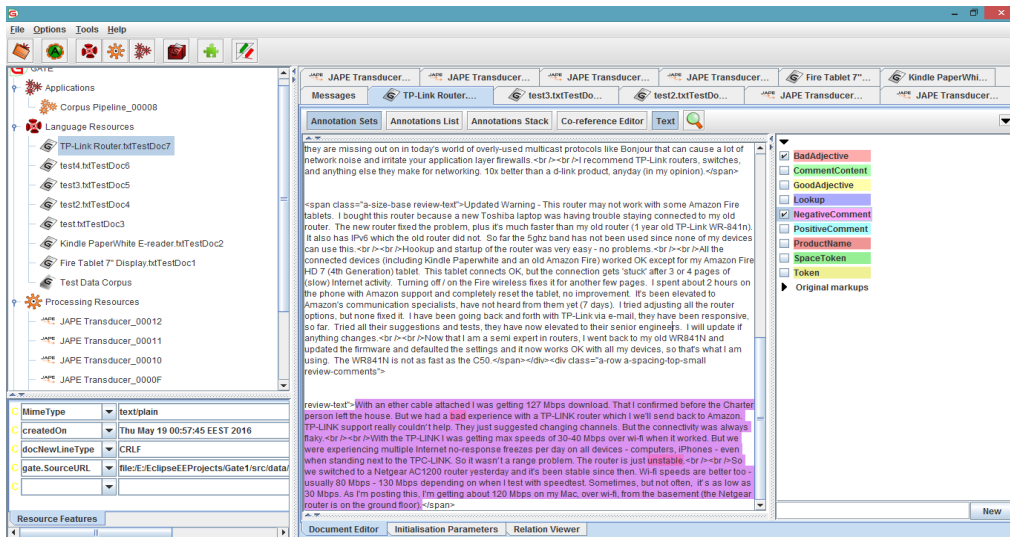 File Options Tools Help
GATE
Applications
Corpus Pipeline_00008
Language Resources
TP-Link Router.txtTestDoc7
test4.txtTestDoc6
test3.txtTestDoc5
test2.txtTestDoc4
test.txtTestDoc3
Kindle PaperWhite E-reader.txtTestDoc2
Fire Tablet 7" Display.txtTestDoc1
Test Data Corpus
Processing Resources
JAPE Transducer_00012
JAPE Transducer_00011
JAPE Transducer_00010
JAPE Transducer_0000F
C MimeType text/plain
C createdOn Thu May 19 00:57:45 EEST 2016
C docNewLineType CRLF
C gate.SourceURL file:/E:/EclipseEEProjects/Gate1/src/data/
C
Resource Features
JAPE Transducer... JAPE Transducer... JAPE Transducer... JAPE Transducer... Fire Tablet 7"... Kindle PaperWhi...
Messages TP-Link Router.... test3.txtTestDo... test2.txtTestDo... JAPE Transducer... JAPE Transducer...
Annotation Sets Annotations List Annotations Stack Co-reference Editor Text
they are missing out on in today's world of overly-used multicast protocols like Bonjour that can cause a lot of
network noise and irritate your application layer firewalls.<br /><br />I recommend TP-Link routers, switches,
and anything else they make for networking. 10x better than a d-link product, anyday (in my opinion).</span>
<span class="a-size-base review-text">Updated Warning - This router may not work with some Amazon Fire
tablets. I bought this router because a new Toshiba laptop was having trouble staying connected to my old
router. The new router fixed the problem, plus it's much faster than my old router (1 year old TP-Link WR-841n).
It also has IPv6 which the old router did not. So far the 5ghz band has not been used since none of my devices
can use this.<br /><br />Hookup and startup of the router was very easy - no problems.<br /><br />All the
connected devices (including Kindle Paperwhite and an old Amazon Fire) worked OK except for my Amazon Fire
HD 7 (4th Generation) tablet. This tablet connects OK, but the connection gets 'stuck' after 3 or 4 pages of
(slow) Internet activity. Turning off / on the Fire wireless fixes it for another few pages. I spent about 2 hours on
the phone with Amazon support and completely reset the tablet, no improvement. It's been elevated to
Amazon's communication specialists, have not heard from them yet (7 days). I tried adjusting all the router
options, but none fixed it. I have been going back and forth with TP-Link via e-mail, they have been responsive,
so far. Tried all their suggestions and tests, they have now elevated to their senior engineers. I will update if
anything changes.<br /><br />Now that I am a semi expert in routers, I went back to my old WR841N and
updated the firmware and defaulted the settings and it now works OK with all my devices, so that's what I am
using. The WR841N is not as fast as the C50.</span></div><div class="a-row a-spacing-top-small
review-comments">
review-text">With an ether cable attached I was getting 127 Mbps download. That I confirmed before the Charter
person left the house. But we had a bad experience with a TP-LINK router which I we'll send back to Amazon.
TP-LINK support really couldn't help. They just suggested changing channels. But the connectivity was always
flaky.<br /><br />With the TP-LINK I was getting max speeds of 30-40 Mbps over wi-fi when it worked. But we
were experiencing multiple Internet no-response freezes per day on all devices - computers, iPhones - even
when standing next to the TPC-LINK. So it wasn't a range problem. The router is just unstable.<br /><br />So
we switched to a Netgear AC1200 router yesterday and it's been stable since then. Wi-fi speeds are better too -
usually 80 Mbps - 130 Mbps depending on when I test with speedtest. Sometimes, but not often, it's as low as
30 Mbps. As I'm posting this, I'm getting about 120 Mbps on my Mac, over wi-fi, from the basement (the Netgear
router is on the ground floor).</span>
BadAdjective
CommentContent
GoodAdjective
Lookup
NegativeComment
PositiveComment
ProductName
SpaceToken
Token
Original markups
New
Document Editor Initialisation Parameters Relation Viewer